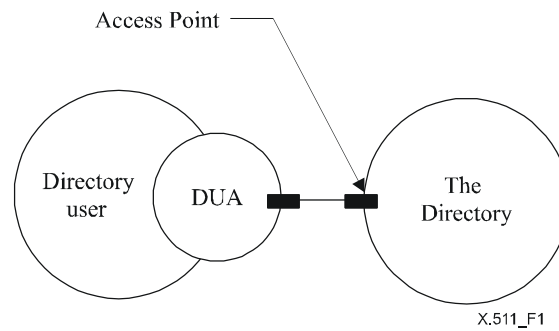 Access Point
Directory
user
DUA
The
Directory
X.511_F1